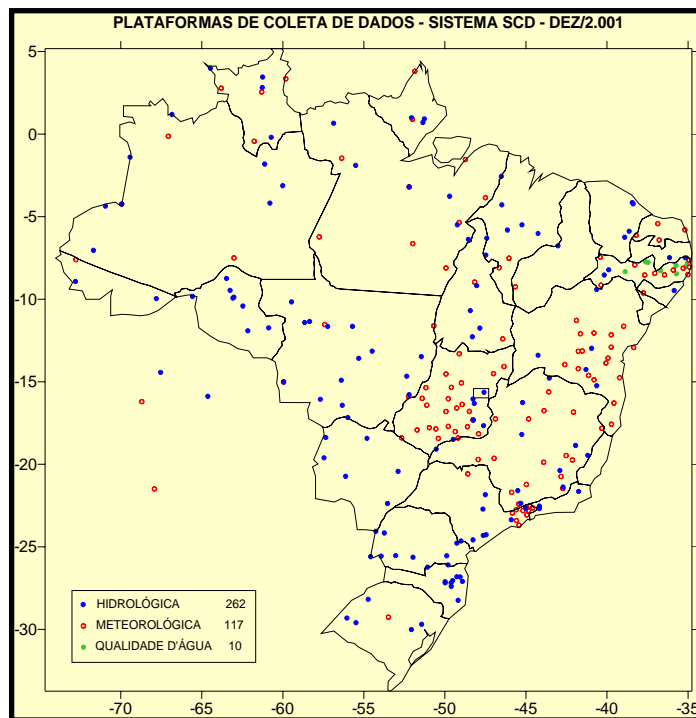 PLATAFORMAS DE COLETA DE DADOS - SISTEMA SCD - DEZ/2.001
5
0
-5
-10
-15
-20
-25
-30
HIDROLÓGICA 262
METEOROLÓGICA 117
QUALIDADE D'ÁGUA 10
-70 -65 -60 -55 -50 -45 -40 -35